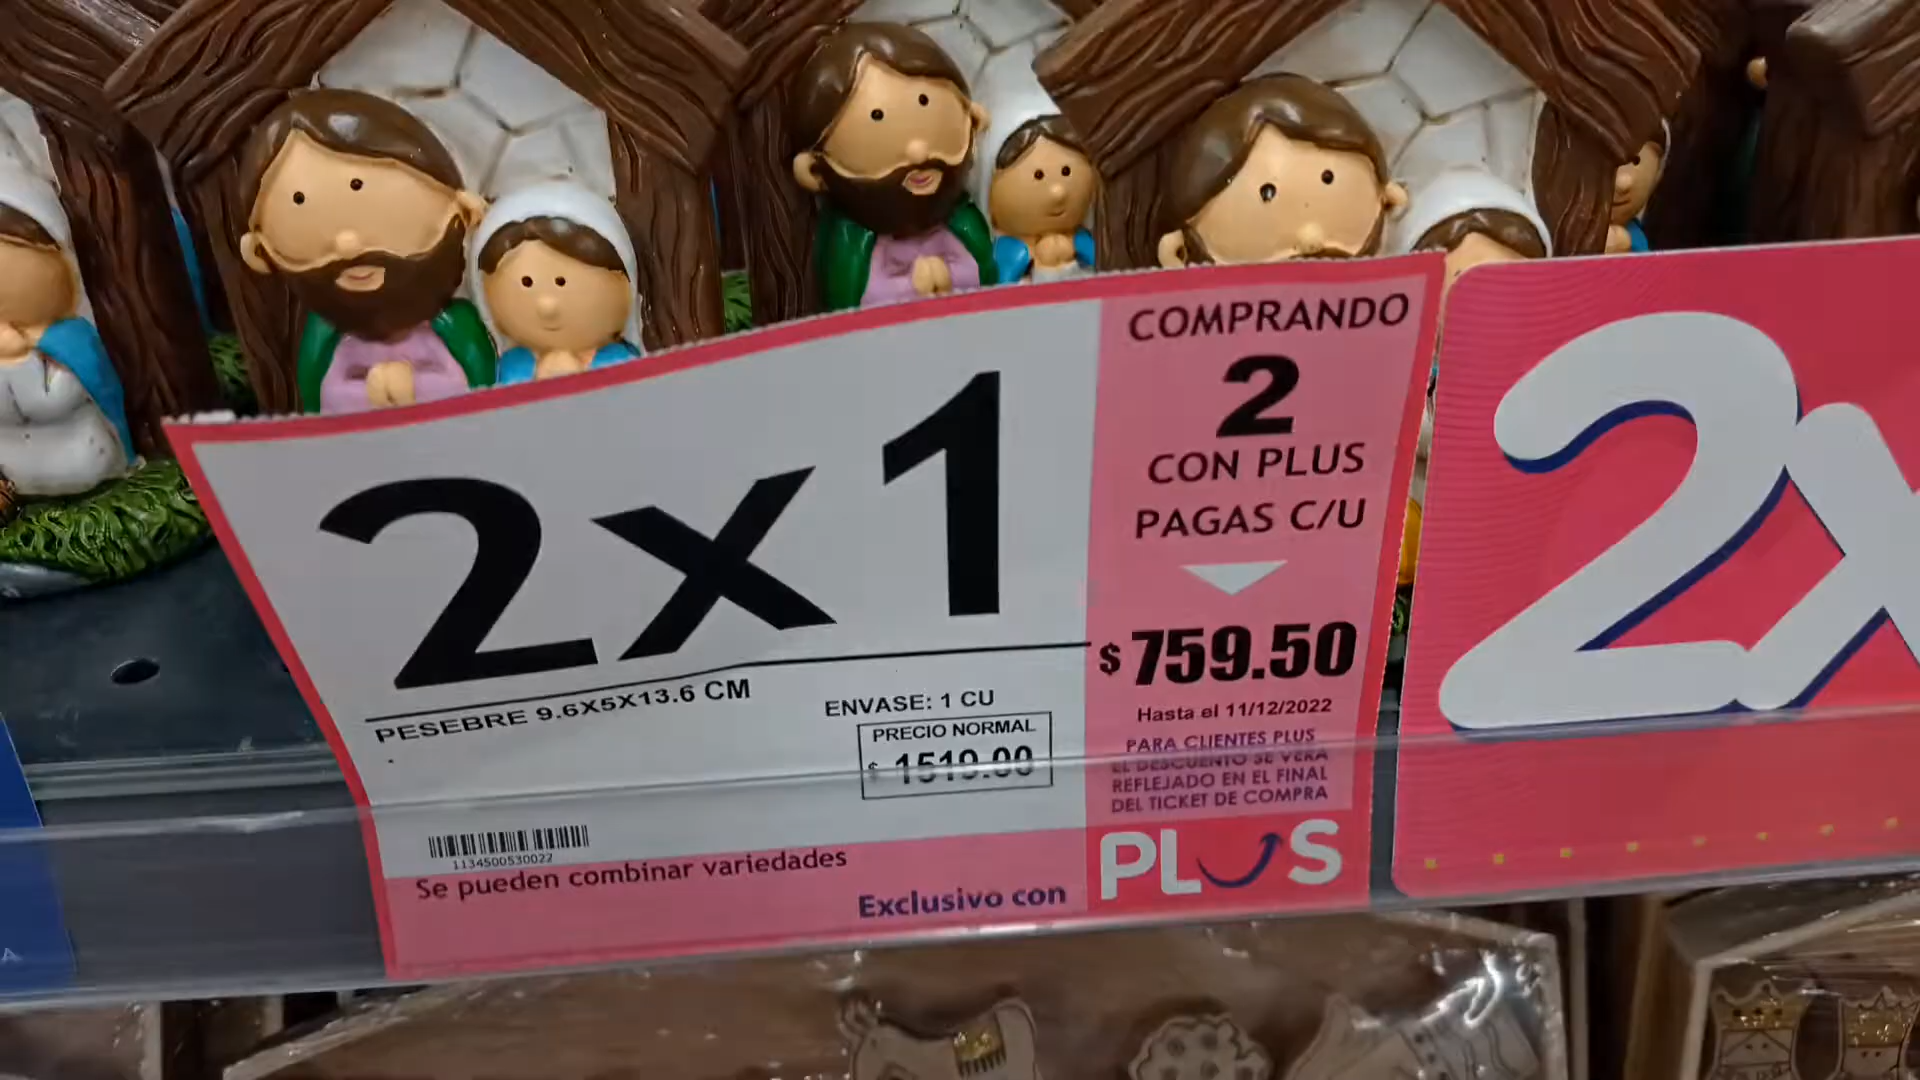 2x1
PESEBRE 9.6X5X13.6 CM
ENVASE: 1 CU
PRECIO NORMAL
$ 1519.00
1134500530022
Se pueden combinar variedades
Exclusivo con
COMPRANDO
2
CON PLUS
PAGAS C/U
$759.50
Hasta el 11/12/2022
PARA CLIENTES PLUS
EL DESCUENTO SE VERA
REFLEJADO EN EL FINAL
DEL TICKET DE COMPRA
PLUS
2x
A